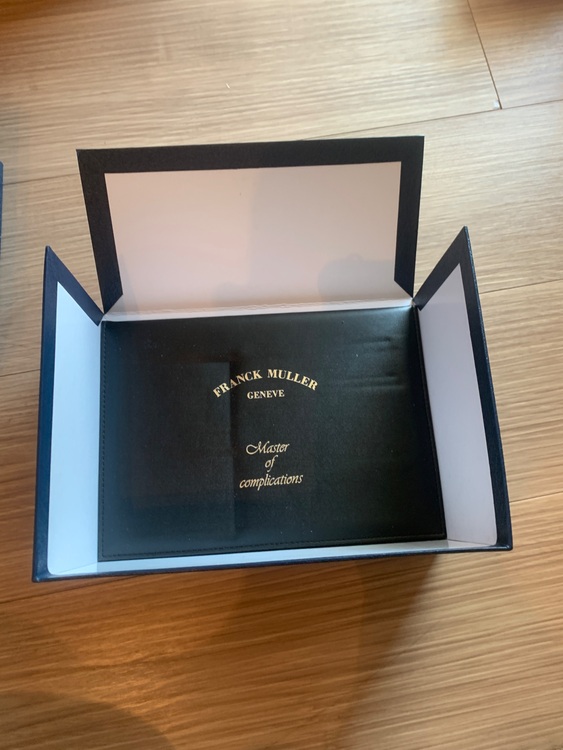 FRANCK MULLER
GENEVE
Master
of
complications